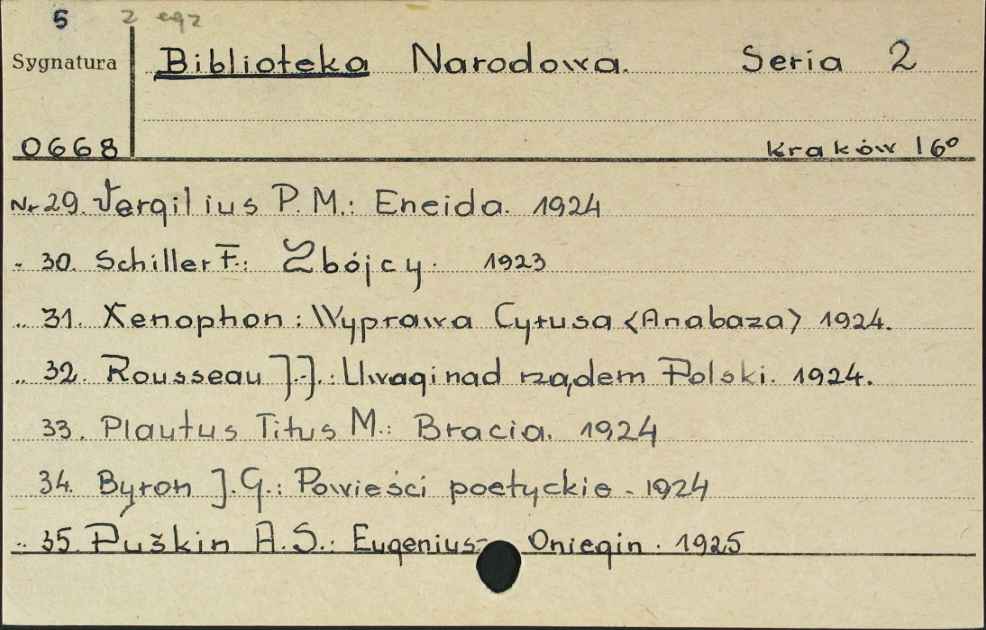 5 2 egz
Sygnatura Biblioteka Narodowa. Seria 2
0668 Kraków 16°
Nr 29. Vergilius P. M.: Eneida. 1924
" 30. Schiller F.: Zbójcy. 1923
" 31. Xenophon: Wyprawa Cyrusa <Anabaza> 1924.
" 32. Rousseau J.J.: Uwagi nad rządem Polski. 1924.
33. Plautus Titus M.: Bracia. 1924
34. Byron J. G.: Powieści poetyckie - 1924
" 35. Puškin A. S.: Eugeniusz Oniegin. 1925